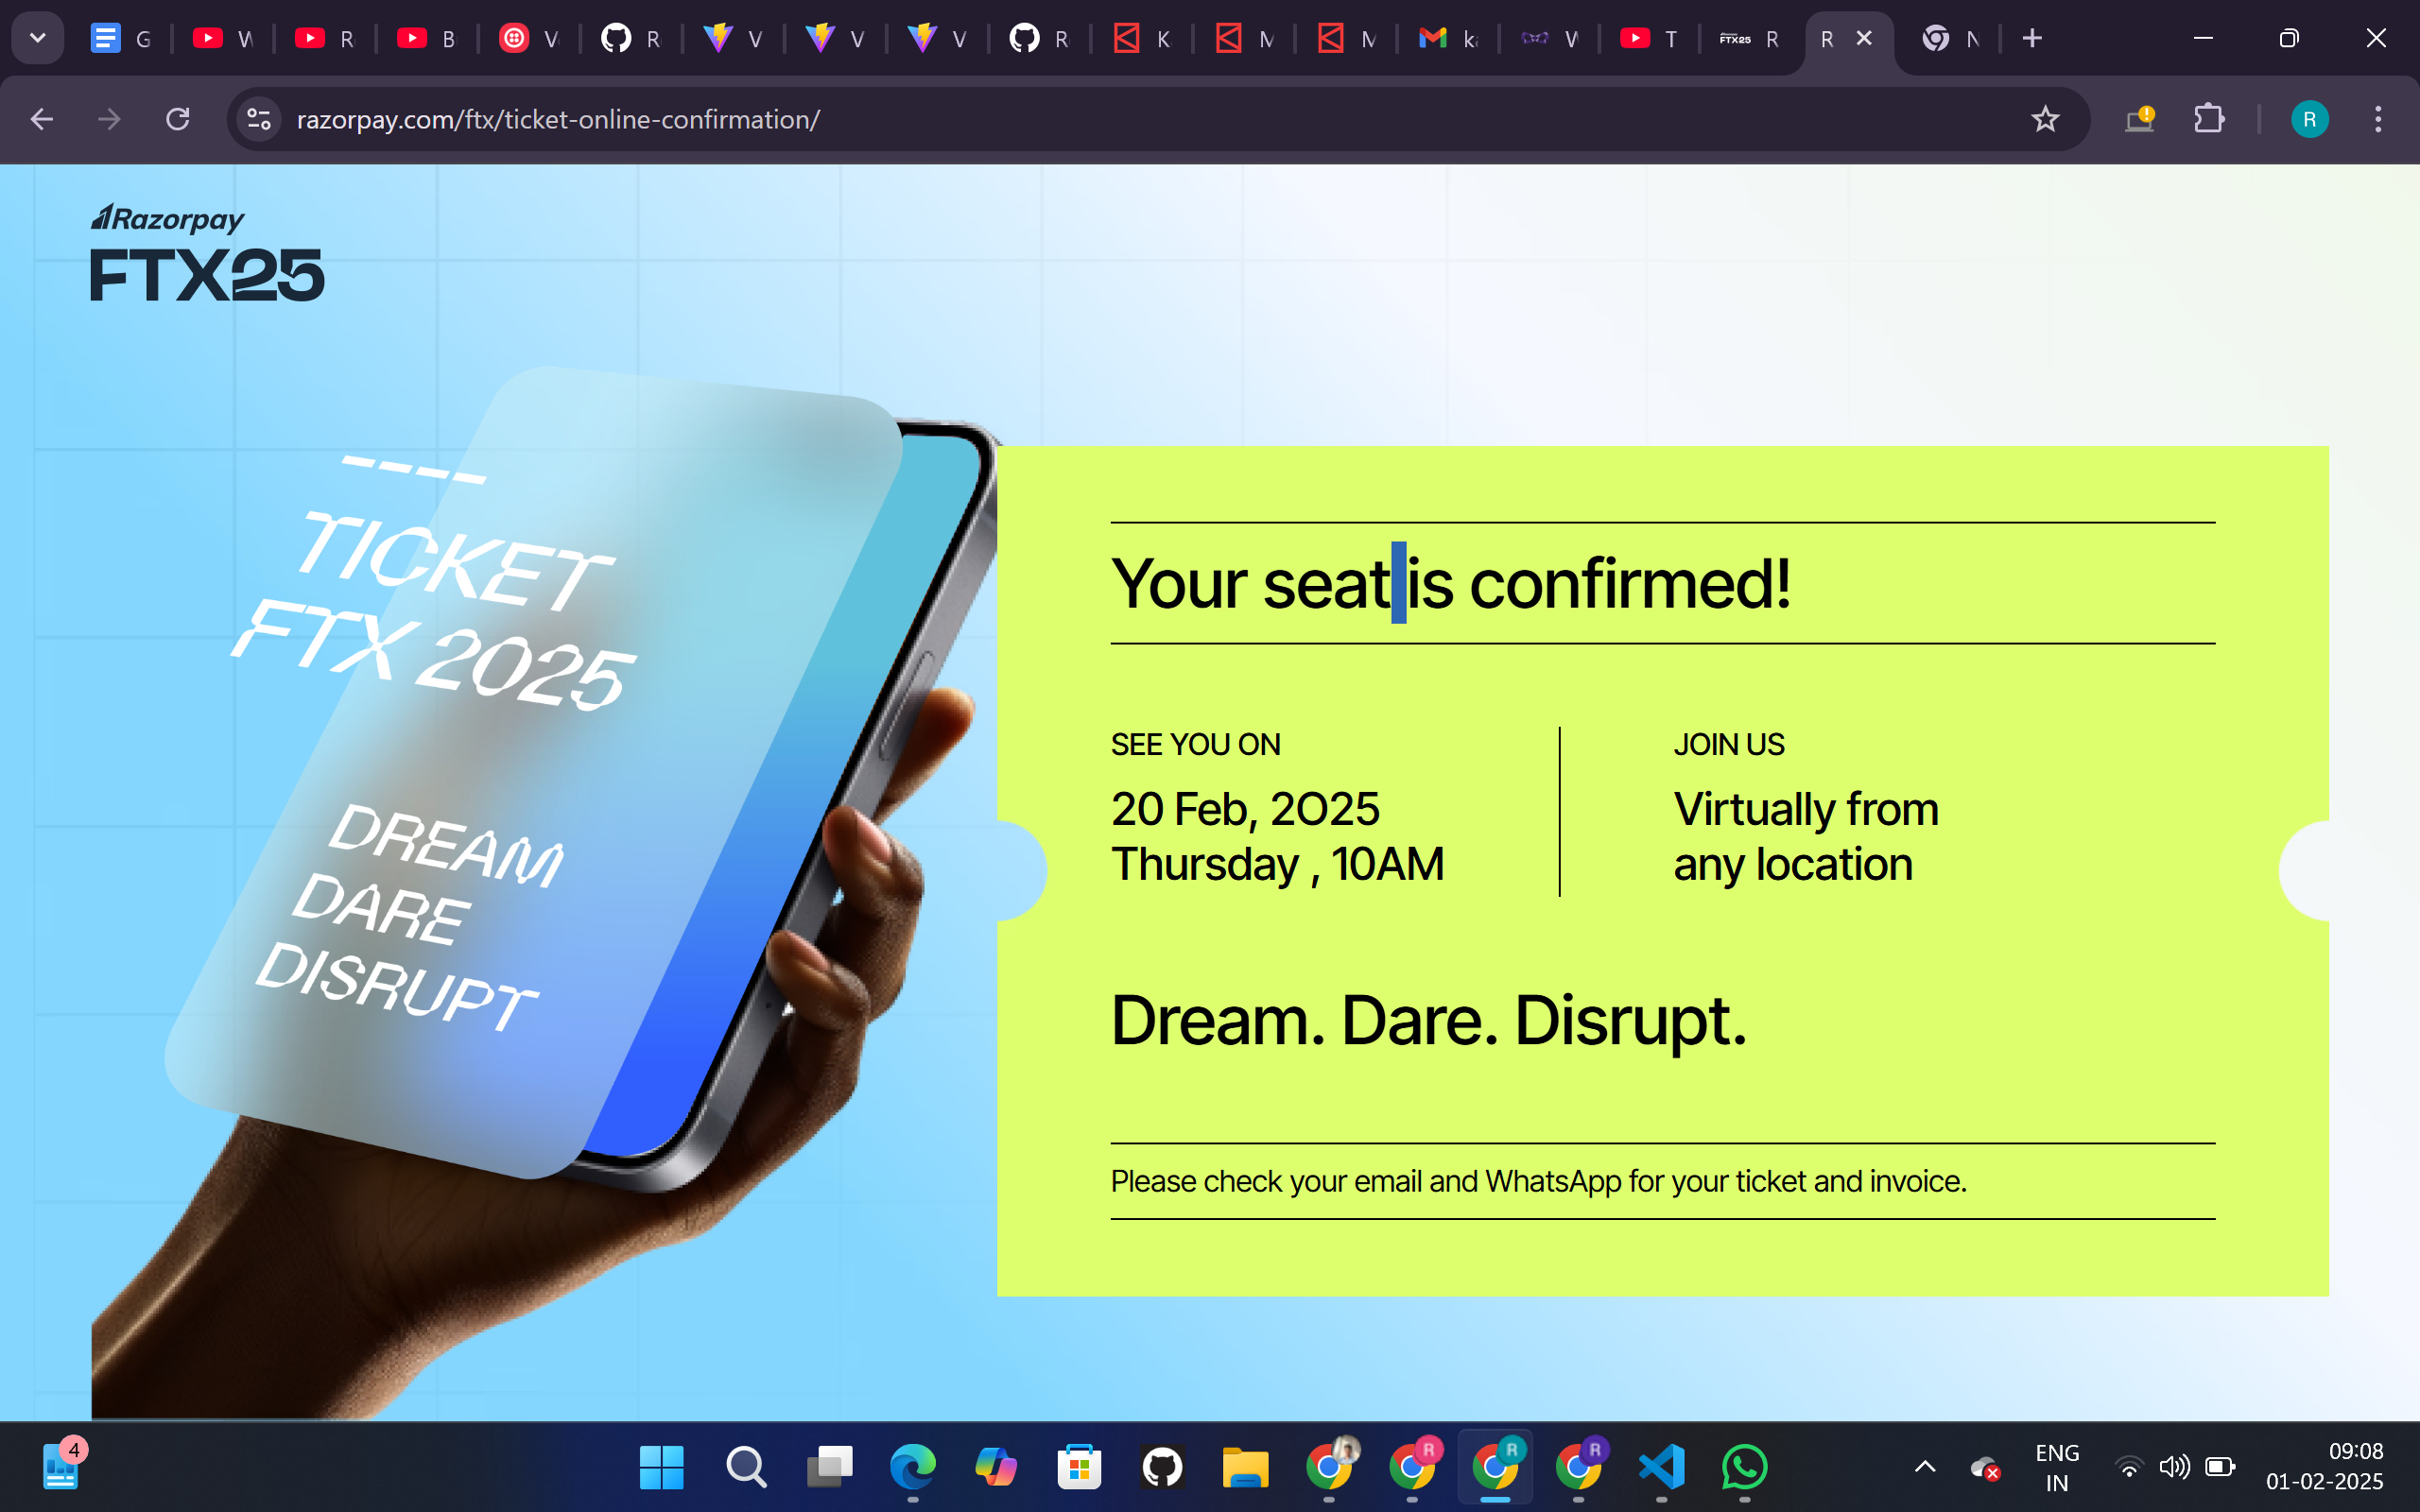 G
W
R
B
V
R
V
V
V
R
K
M
M
ka
W
T
FTX25 R
R
N
razorpay.com/ftx/ticket-online-confirmation/
R
Razorpay
FTX25
TICKET
FTX 2025
DREAM
DARE
DISRUPT
Your seat is confirmed!
SEE YOU ON
20 Feb, 2025
Thursday , 10AM
JOIN US
Virtually from
any location
Dream. Dare. Disrupt.
Please check your email and WhatsApp for your ticket and invoice.
4
R
R
R
ENG
IN
09:08
01-02-2025